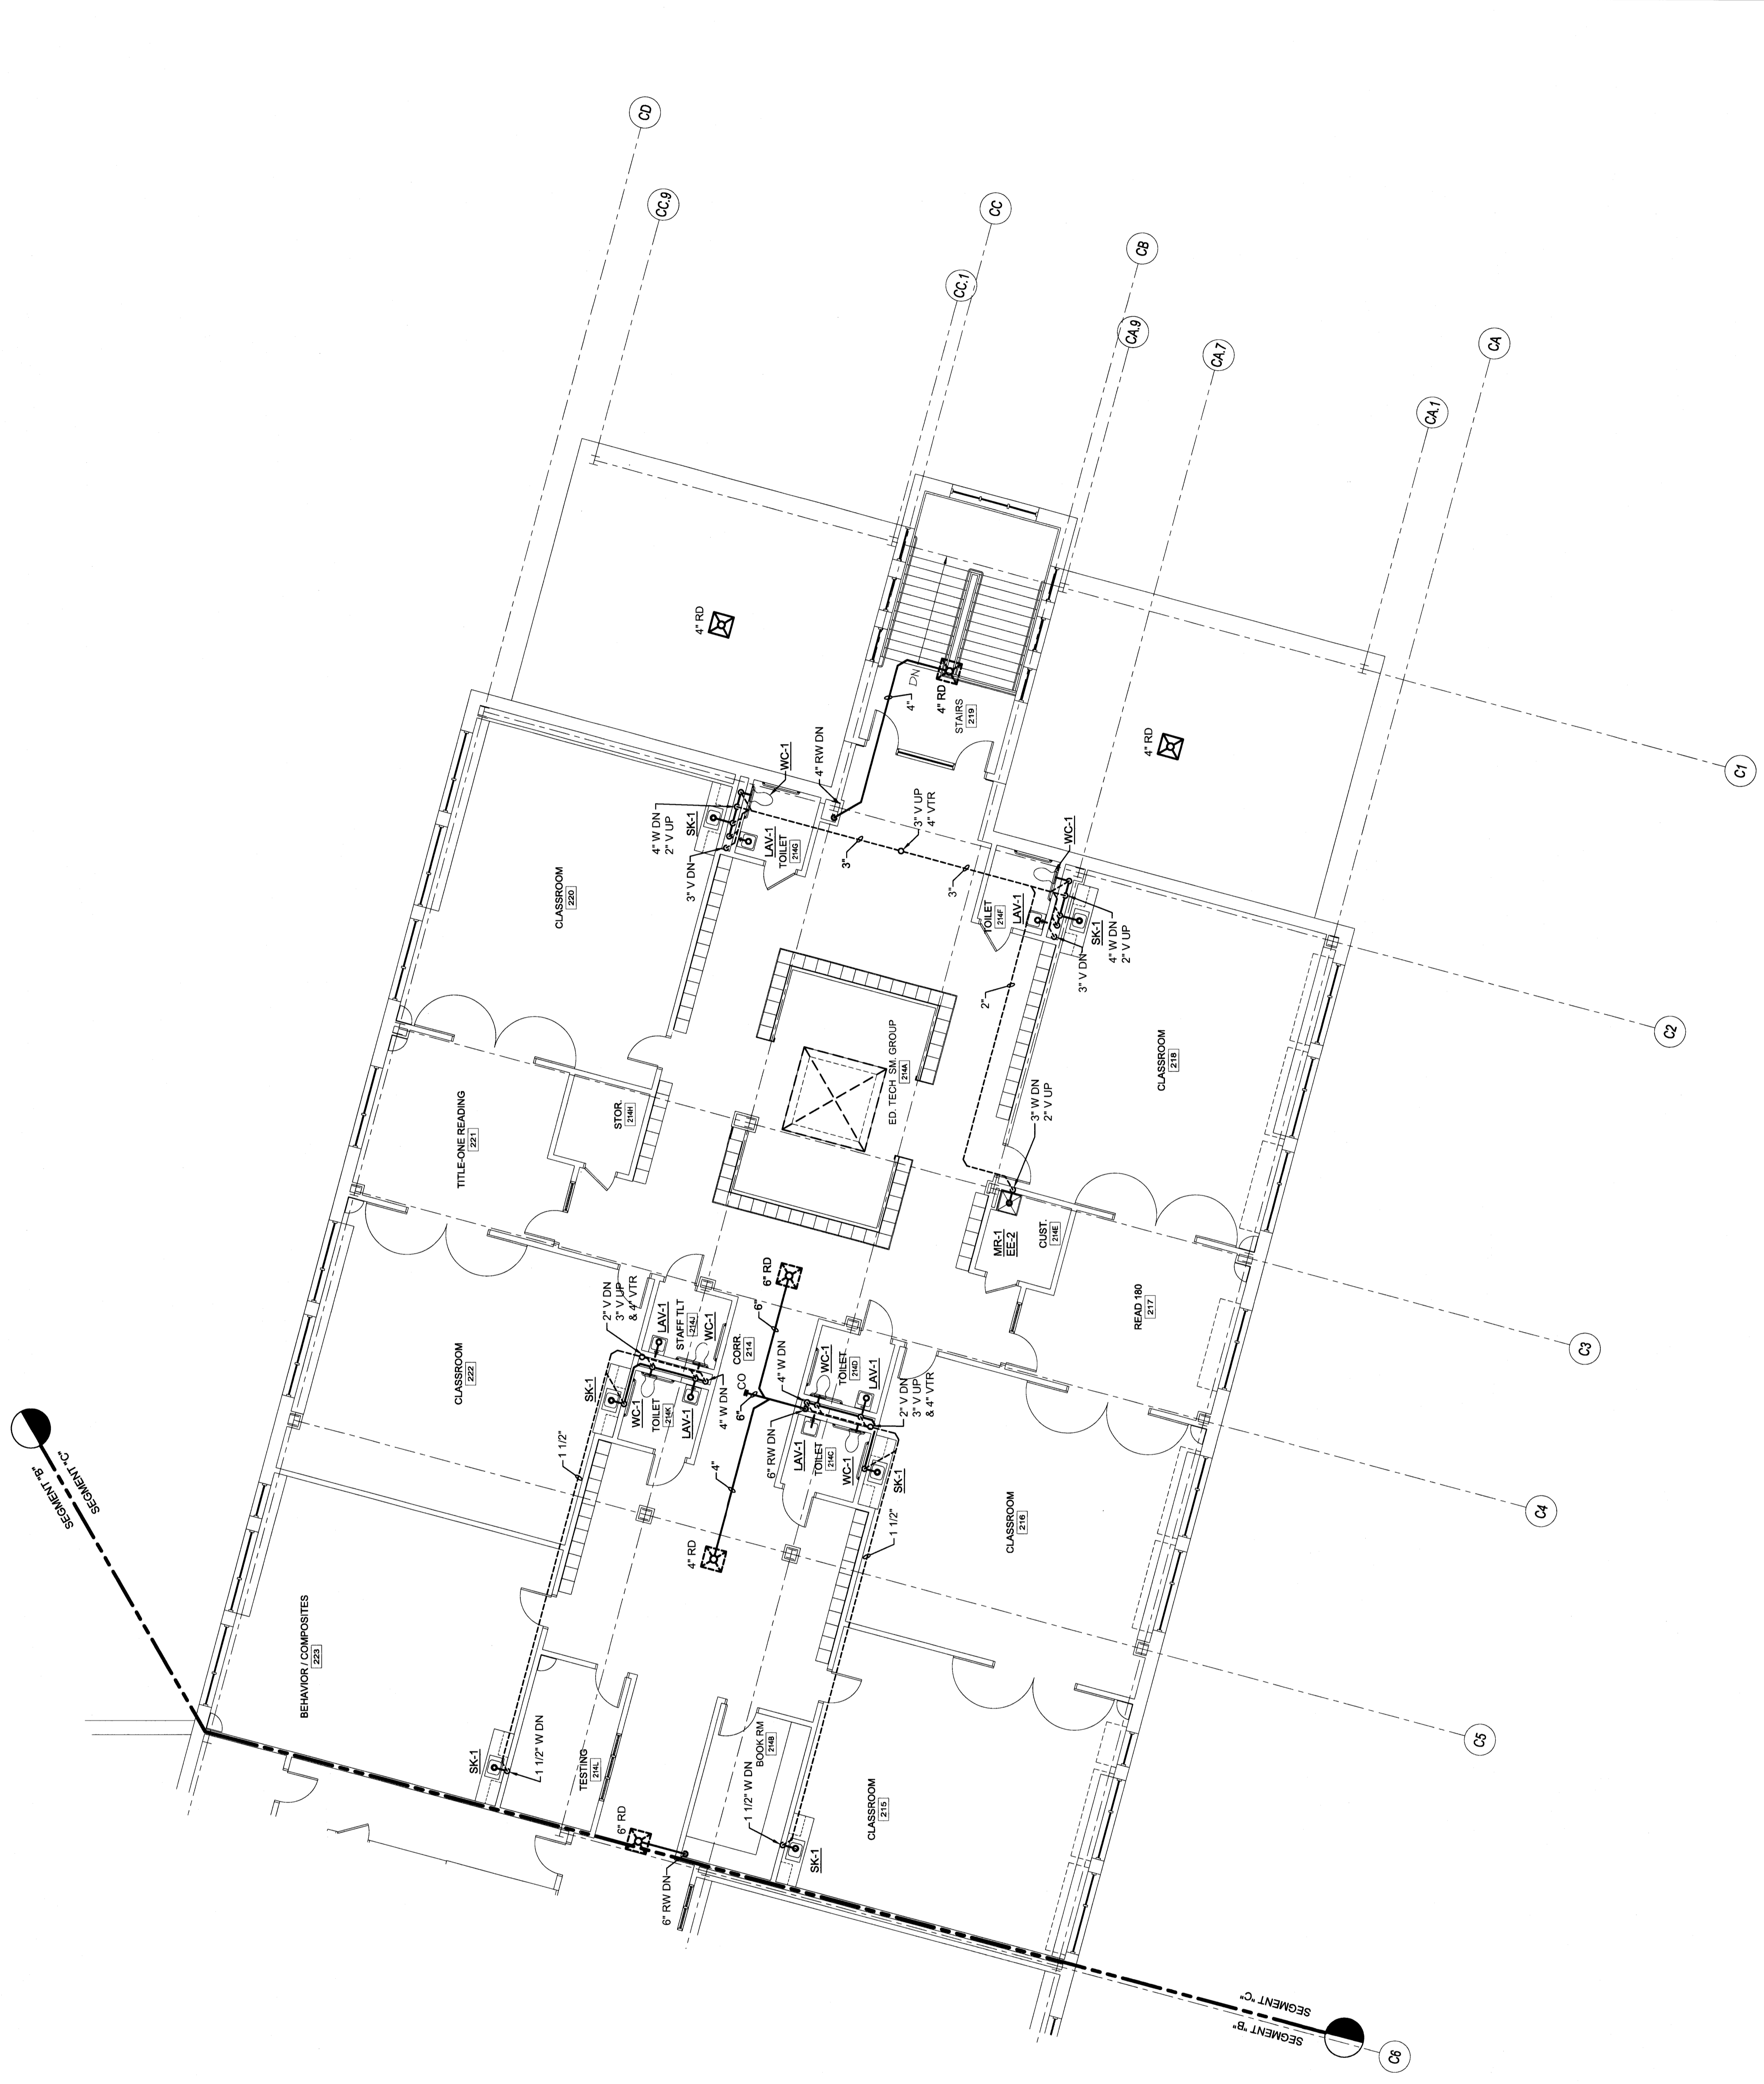 CD
CC.9
CC
CC.1
CB
CA.9
CA.7
CA
CA.1
C1
C2
C3
C4
C5
C6
4" RD
4" RD
4"
DN
4" RD
STAIRS
219
4" RW DN
WC-1
4" W DN
2" V UP
SK-1
3" V DN
LAV-1
TOILET
214G
3"
3" V UP
4" VTR
3"
WC-1
TOILET
214F
LAV-1
SK-1
4" W DN
2" V UP
3" V DN
2"
CLASSROOM
220
CLASSROOM
218
ED. TECH SM. GROUP
214A
TITLE-ONE READING
221
STOR.
214H
3" W DN
2" V UP
MR-1
EE-2
CUST.
214E
READ 180
217
2" V DN
3" V UP
& 4" VTR
LAV-1
STAFF TLT
214J
WC-1
CORR.
214
6" RD
6"
CO
6"
4" W DN
WC-1
TOILET
214D
LAV-1
2" V DN
3" V UP
& 4" VTR
CLASSROOM
222
SK-1
WC-1
TOILET
214K
LAV-1
4" W DN
6" RW DN
LAV-1
TOILET
214C
WC-1
SK-1
1 1/2"
4"
4" RD
1 1/2"
CLASSROOM
216
SEGMENT "B"
SEGMENT "C"
BEHAVIOR / COMPOSITES
223
SK-1
1 1/2" W DN
TESTING
214L
BOOK RM
214B
1 1/2" W DN
6" RD
6" RW DN
SK-1
CLASSROOM
215
SEGMENT "C"
SEGMENT "B"